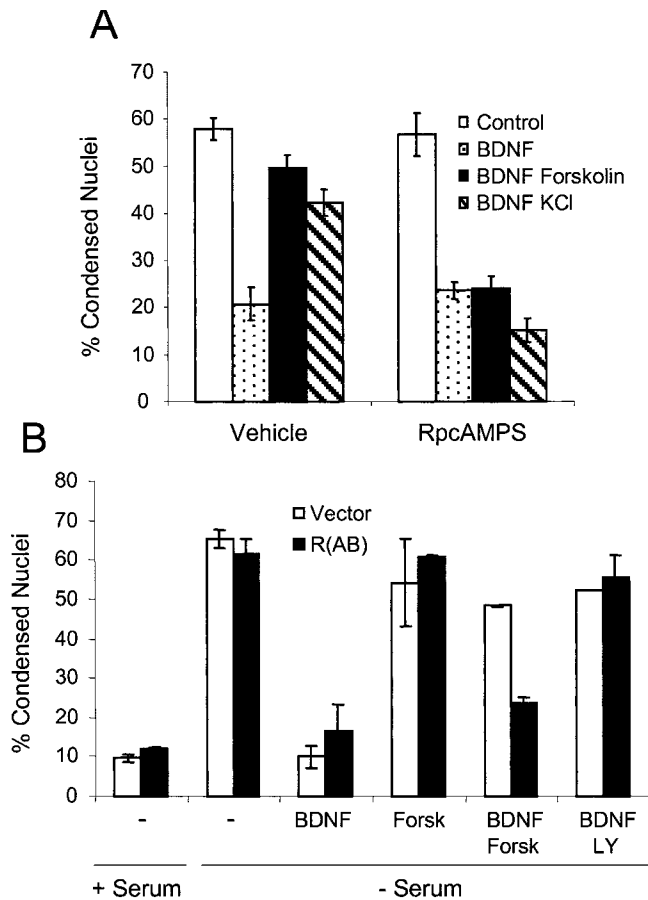 A
% Condensed Nuclei
70
60
50
40
30
20
10
0
Control
BDNF
BDNF Forskolin
BDNF KCl
Vehicle
RpcAMPS
B
% Condensed Nuclei
80
70
60
50
40
30
20
10
0
Vector
R(AB)
- - BDNF Forsk BDNF BDNF
Forsk LY
+ Serum - Serum